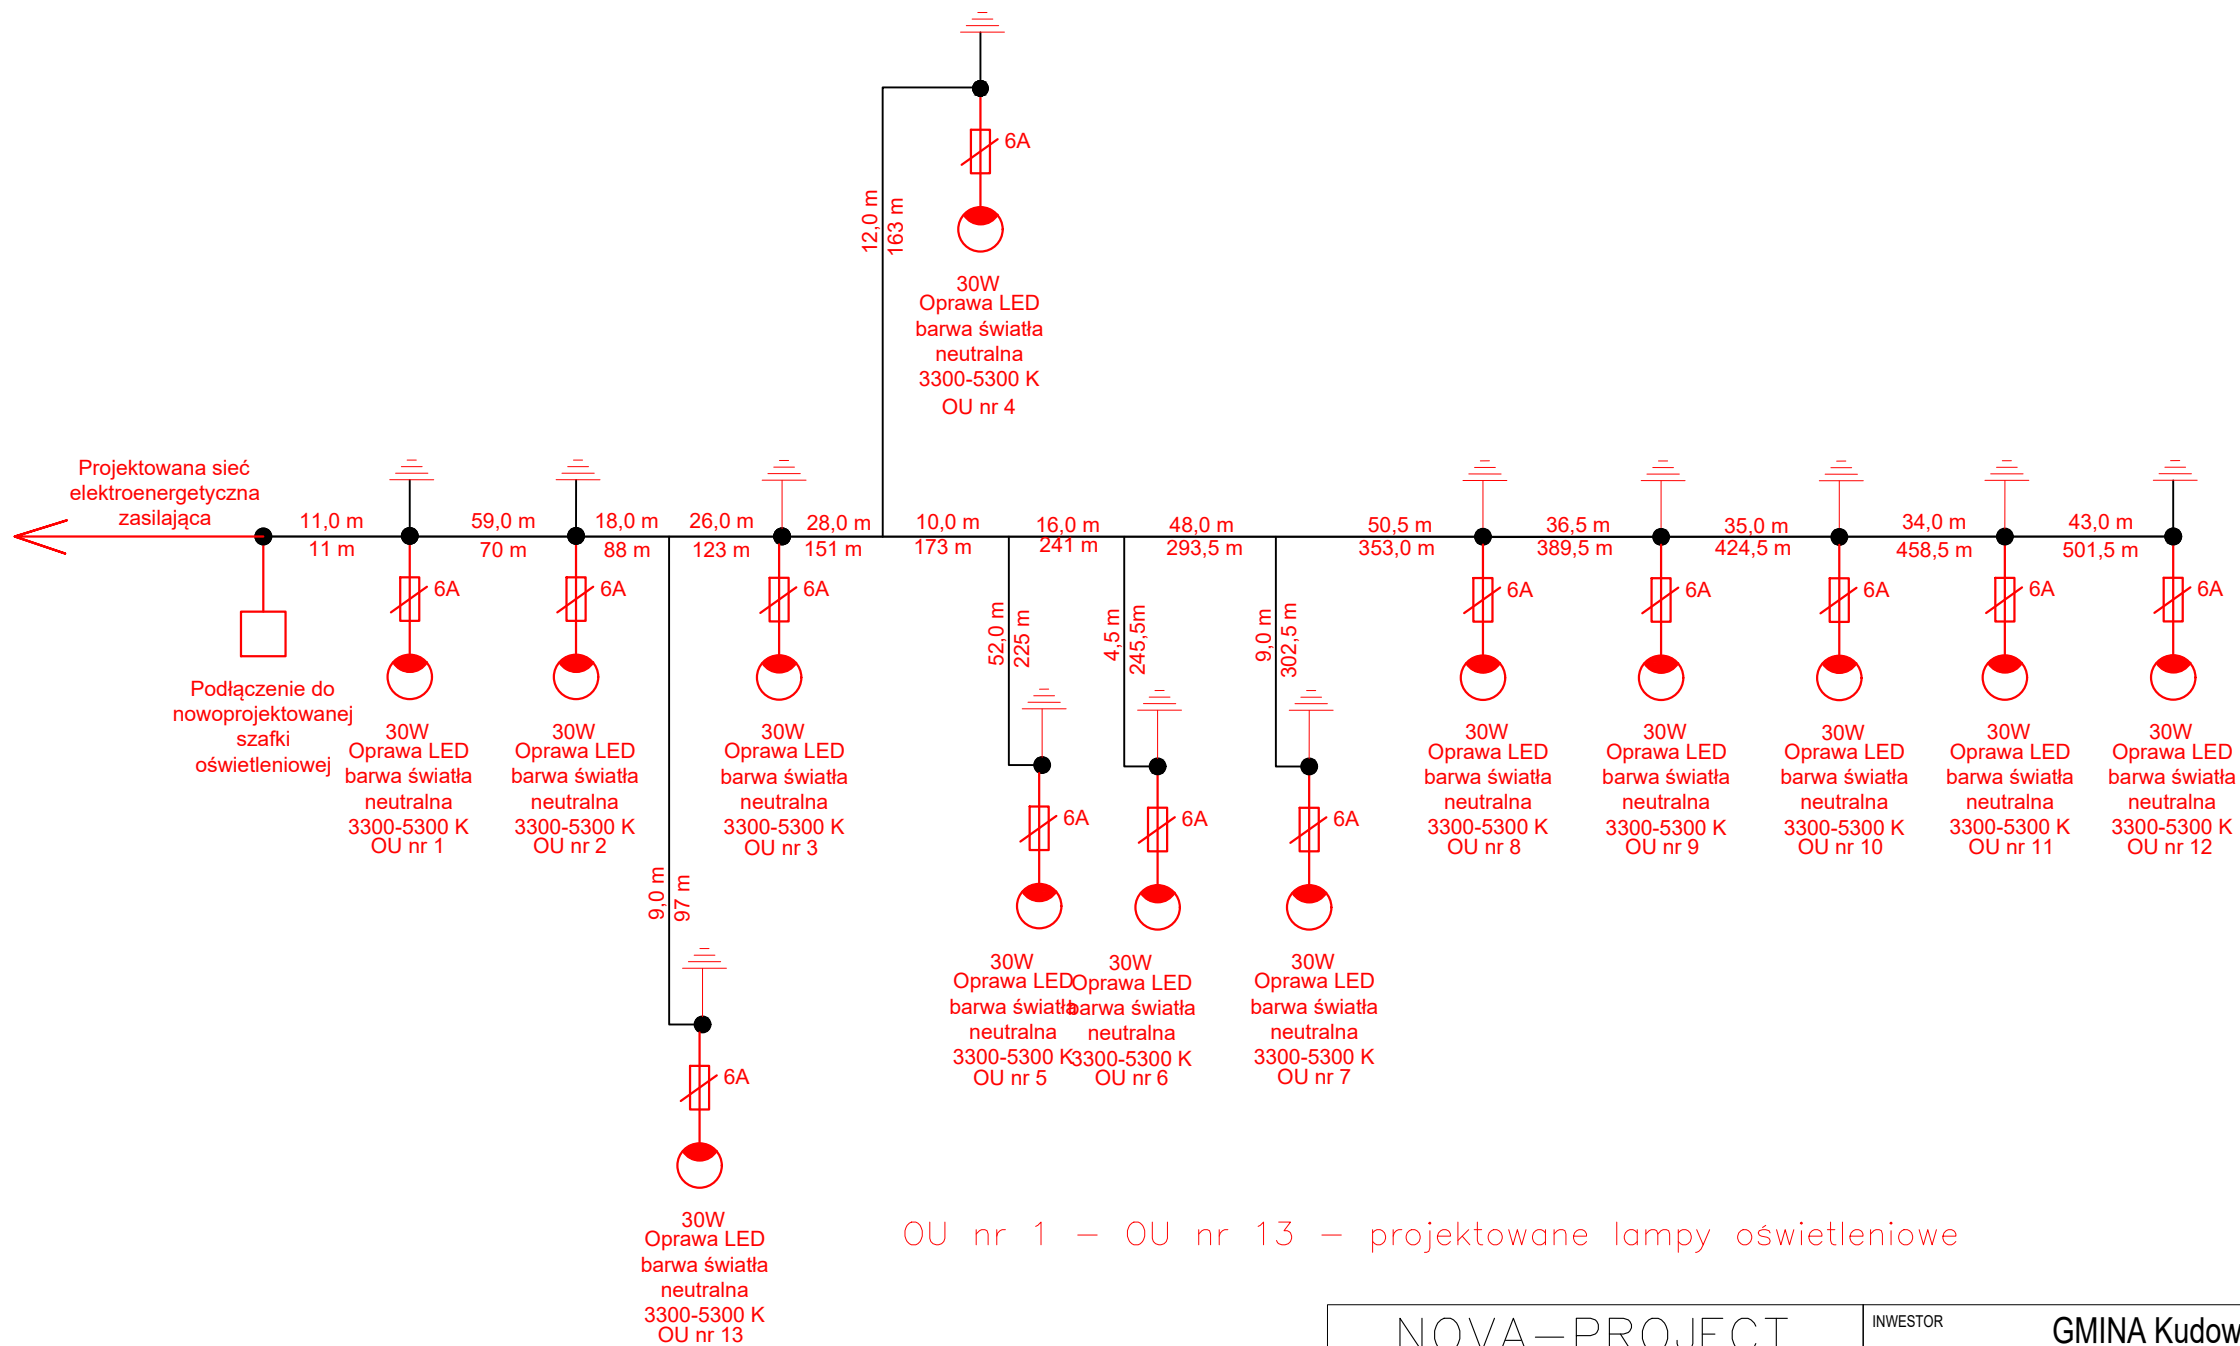 6A
12,0 m
163 m
30W
Oprawa LED
barwa światła
neutralna
3300-5300 K
OU nr 4
Projektowana sieć
elektroenergetyczna
zasilająca
11,0 m
11 m
59,0 m
70 m
18,0 m
88 m
26,0 m
123 m
28,0 m
151 m
10,0 m
173 m
16,0 m
241 m
48,0 m
293,5 m
50,5 m
353,0 m
36,5 m
389,5 m
35,0 m
424,5 m
34,0 m
458,5 m
43,0 m
501,5 m
6A
6A
6A
6A
6A
6A
6A
6A
52,0 m
225 m
4,5 m
245,5m
9,0 m
302,5 m
Podłączenie do
nowoprojektowanej
szafki
oświetleniowej
30W
Oprawa LED
barwa światła
neutralna
3300-5300 K
OU nr 1
30W
Oprawa LED
barwa światła
neutralna
3300-5300 K
OU nr 2
30W
Oprawa LED
barwa światła
neutralna
3300-5300 K
OU nr 3
30W
Oprawa LED
barwa światła
neutralna
3300-5300 K
OU nr 8
30W
Oprawa LED
barwa światła
neutralna
3300-5300 K
OU nr 9
30W
Oprawa LED
barwa światła
neutralna
3300-5300 K
OU nr 10
30W
Oprawa LED
barwa światła
neutralna
3300-5300 K
OU nr 11
30W
Oprawa LED
barwa światła
neutralna
3300-5300 K
OU nr 12
6A
6A
6A
9,0 m
97 m
30W
Oprawa LED
barwa światła
neutralna
3300-5300 K
OU nr 5
30W
Oprawa LED
barwa światła
neutralna
3300-5300 K
OU nr 6
30W
Oprawa LED
barwa światła
neutralna
3300-5300 K
OU nr 7
6A
30W
Oprawa LED
barwa światła
neutralna
3300-5300 K
OU nr 13
OU nr 1 – OU nr 13 – projektowane lampy oświetleniowe
NOVA–PROJECT
INWESTOR
GMINA Kudow